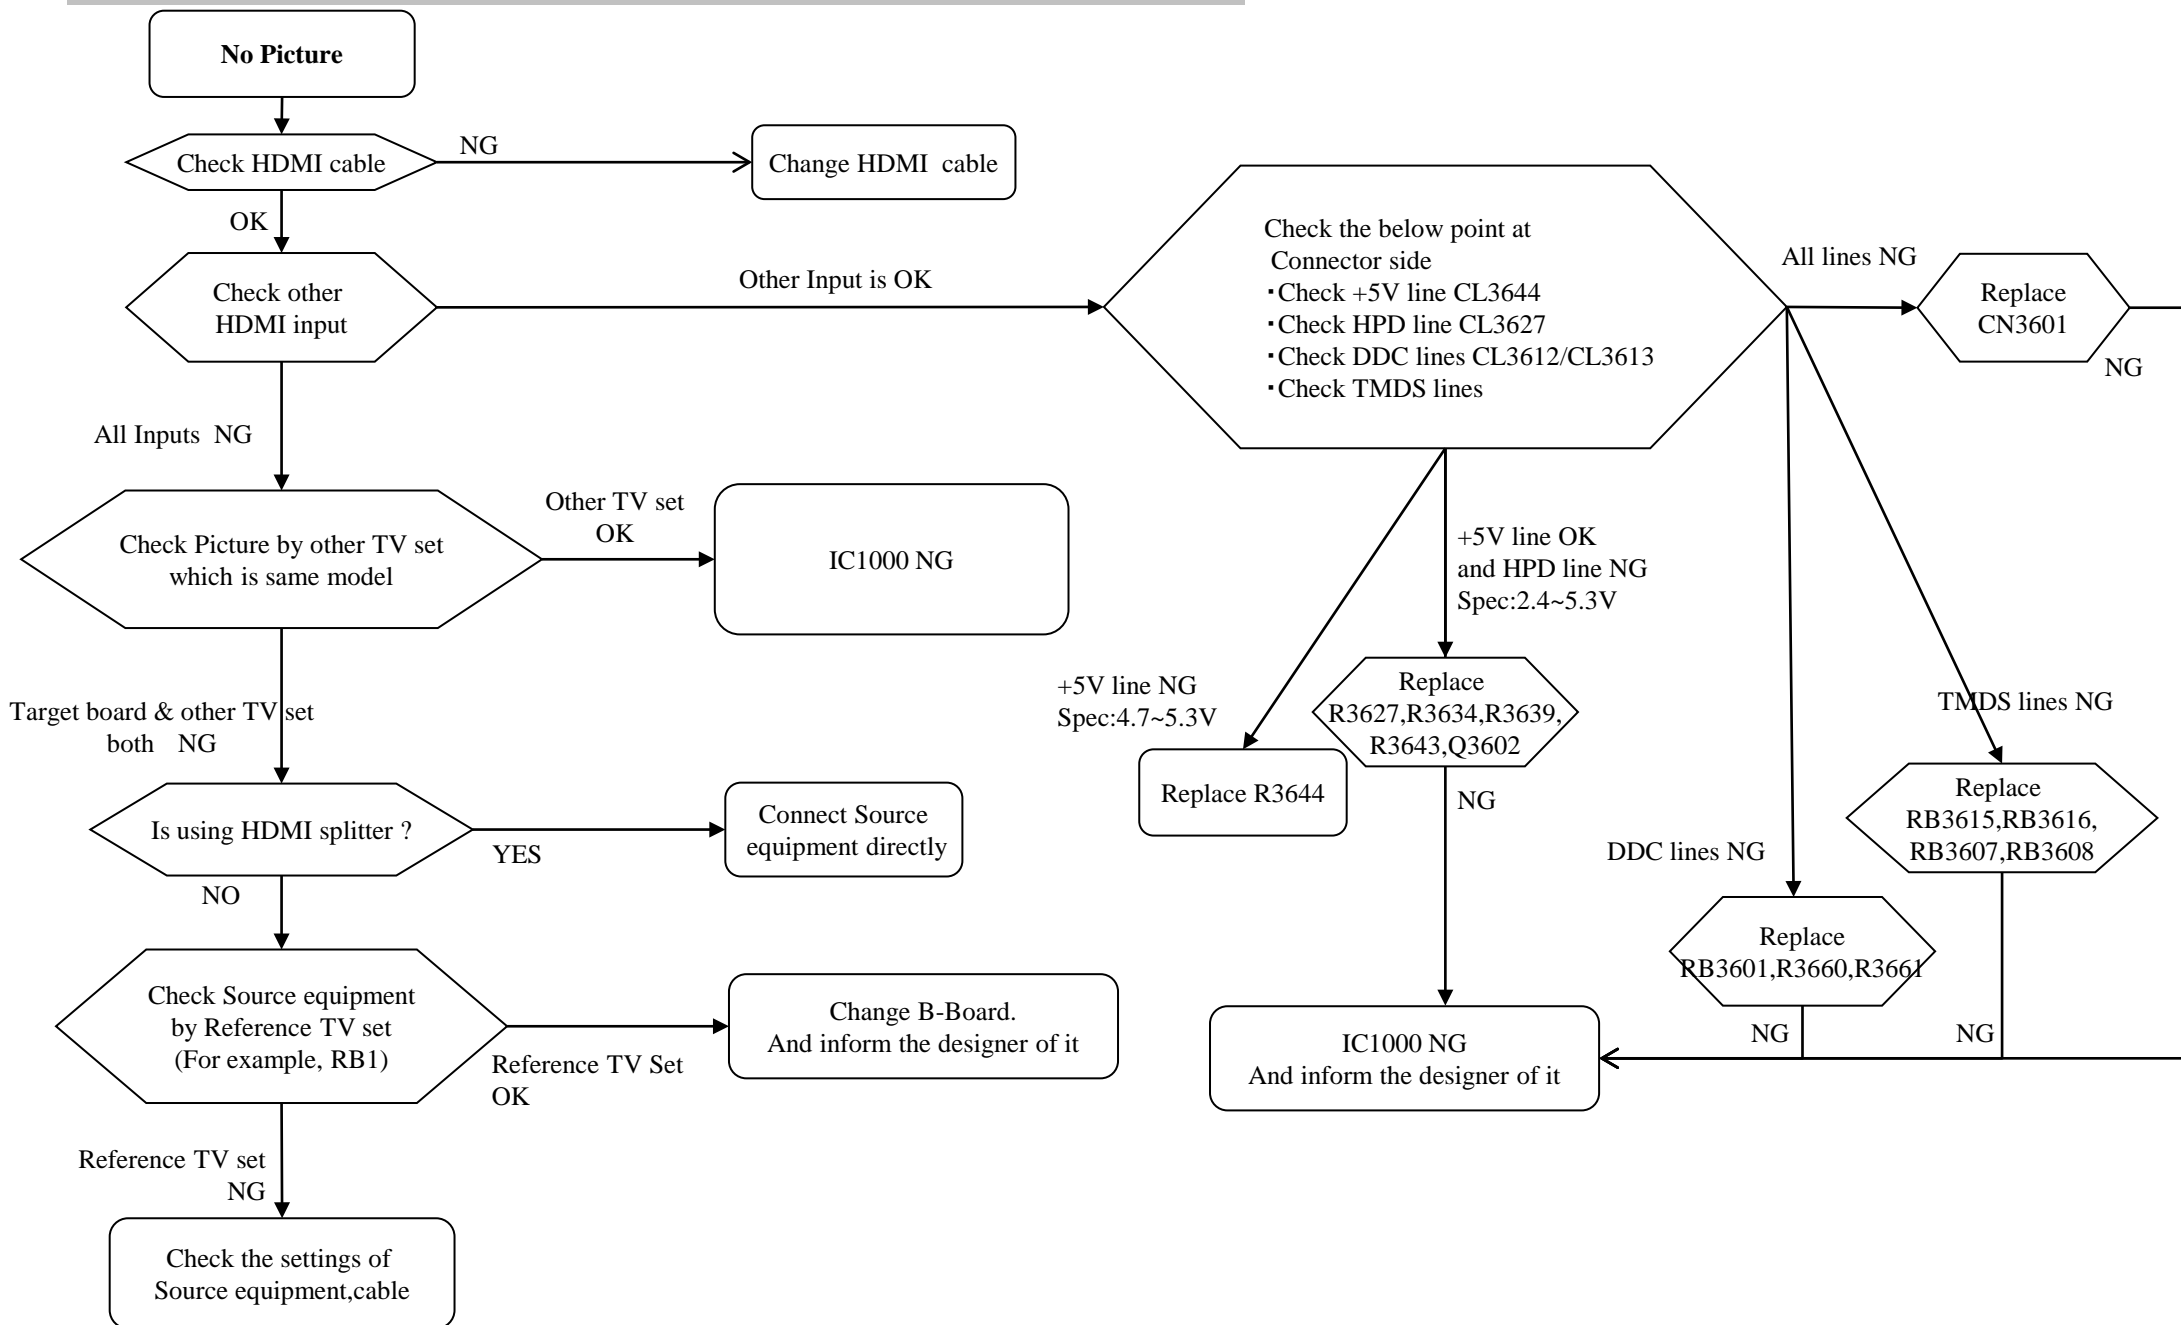 No Picture
Check HDMI cable
NG
Change HDMI  cable
OK
Check other
HDMI input
Other Input is OK
Check the below point at
Connector side
・Check +5V line CL3644
・Check HPD line CL3627
・Check DDC lines CL3612/CL3613
・Check TMDS lines
All lines NG
Replace
CN3601
NG
All Inputs  NG
Check Picture by other TV set
which is same model
Other TV set
OK
IC1000 NG
+5V line OK
and HPD line NG
Spec:2.4~5.3V
+5V line NG
Spec:4.7~5.3V
Replace
R3627,R3634,R3639,
R3643,Q3602
Replace R3644
NG
TMDS lines NG
Replace
RB3615,RB3616,
RB3607,RB3608
DDC lines NG
Replace
RB3601,R3660,R3661
NG
NG
Target board & other TV set
both   NG
Is using HDMI splitter ?
YES
Connect Source
equipment directly
NO
Check Source equipment
by Reference TV set
(For example, RB1)
Reference TV Set
OK
Change B-Board.
And inform the designer of it
IC1000 NG
And inform the designer of it
Reference TV set
NG
Check the settings of
Source equipment,cable